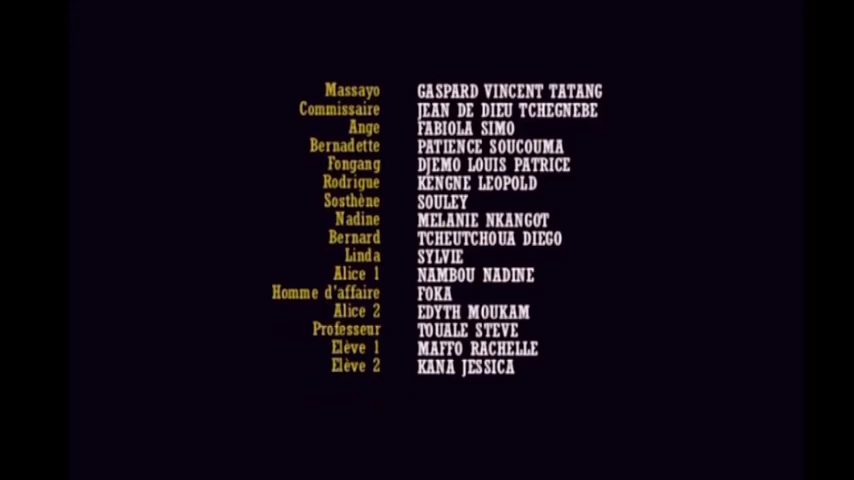 Massayo GASPARD VINCENT TATANG
Commissaire JEAN DE DIEU TCHEGNEBE
Ange FABIOLA SIMO
Bernadette PATIENCE SOUCOUMA
Fongang DJEMO LOUIS PATRICE
Rodrigue KENGNE LEOPOLD
Sosthène SOULEY
Nadine MELANIE NKANGOT
Bernard TCHEUTCHOUA DIEGO
Linda SYLVIE
Alice 1 NAMBOU NADINE
Homme d'affaire FOKA
Alice 2 EDYTH MOUKAM
Professeur TOUALE STEVE
Elève 1 MAFFO RACHELLE
Elève 2 KANA JESSICA